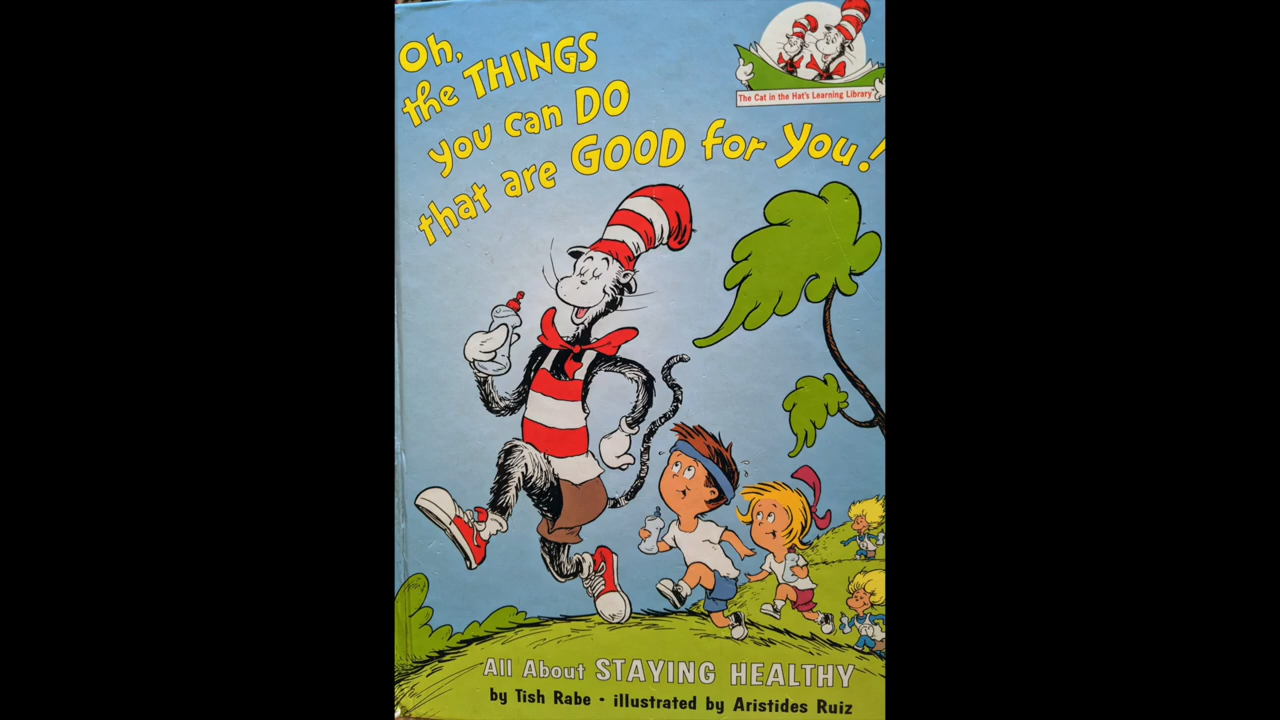 Oh,
the THINGS
you can DO
that are GOOD for You!
The Cat in the Hat's Learning Library™
All About STAYING HEALTHY
by Tish Rabe • illustrated by Aristides Ruiz